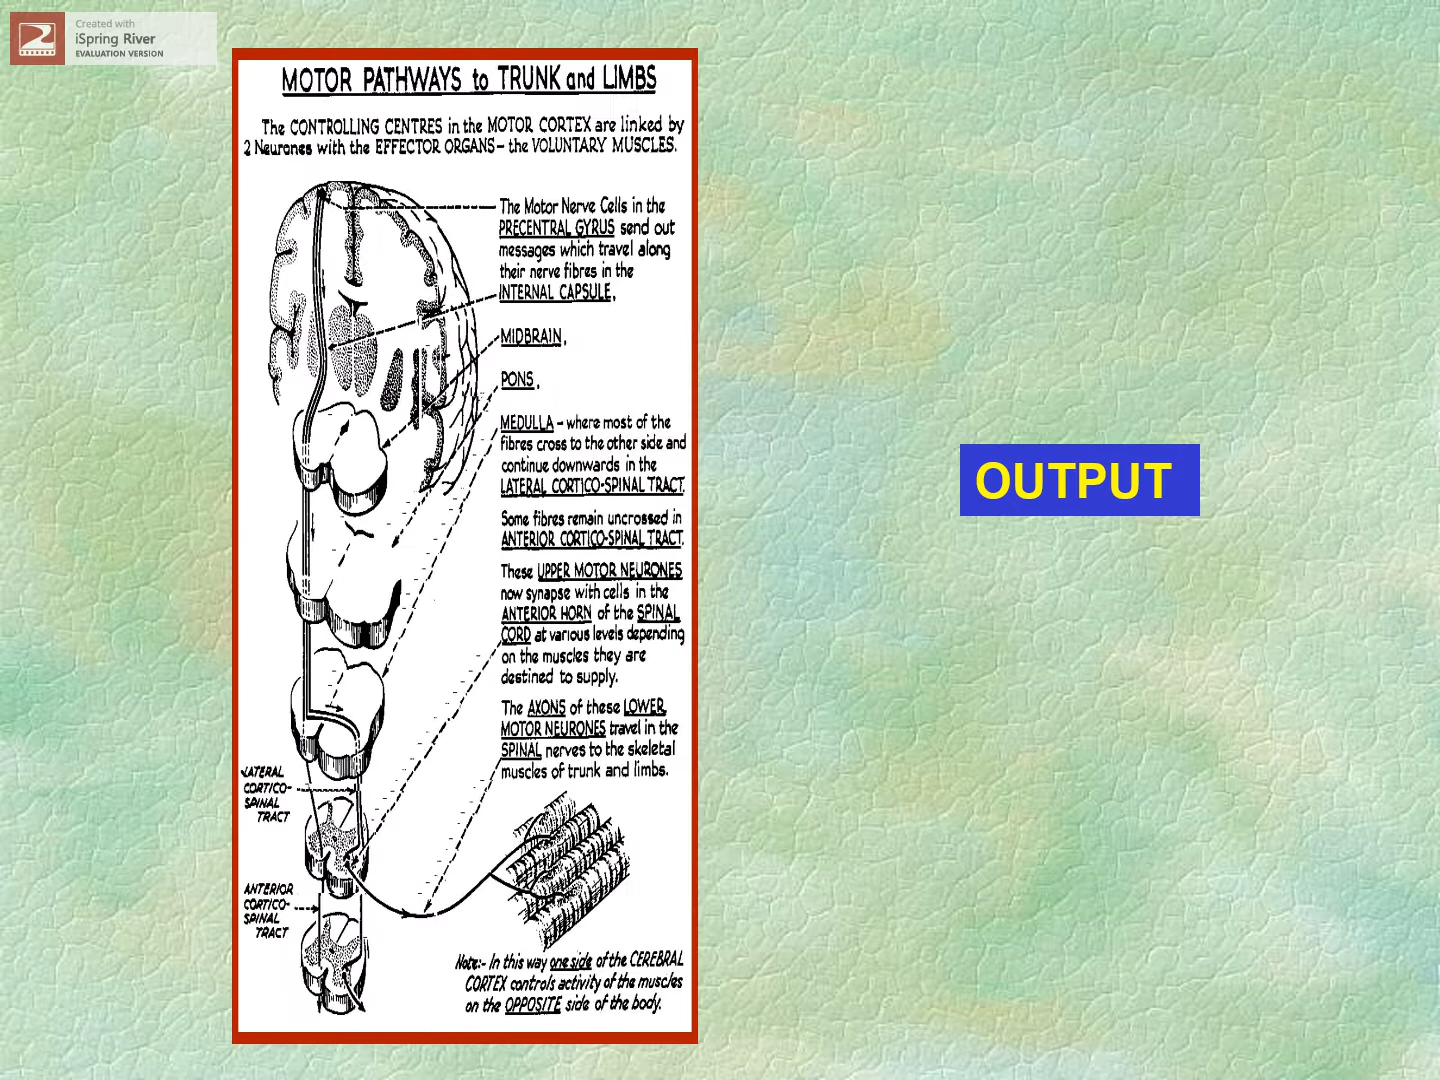 Created with
iSpring River
EVALUATION VERSION
MOTOR PATHWAYS to TRUNK and LIMBS
The CONTROLLING CENTRES in the MOTOR CORTEX are linked by
2 Neurones with the EFFECTOR ORGANS – the VOLUNTARY MUSCLES.
The Motor Nerve Cells in the
PRECENTRAL GYRUS send out
messages which travel along
their nerve fibres in the
INTERNAL CAPSULE,
MIDBRAIN,
PONS,
MEDULLA – where most of the
fibres cross to the other side and
continue downwards in the
LATERAL CORTICO-SPINAL TRACT.
Some fibres remain uncrossed in
ANTERIOR CORTICO-SPINAL TRACT.
These UPPER MOTOR NEURONES
now synapse with cells in the
ANTERIOR HORN of the SPINAL
CORD at various levels depending
on the muscles they are
destined to supply.
The AXONS of these LOWER
MOTOR NEURONES travel in the
SPINAL nerves to the skeletal
muscles of trunk and limbs.
LATERAL
CORTICO-
SPINAL
TRACT
ANTERIOR
CORTICO-
SPINAL
TRACT
Note:- In this way one side of the CEREBRAL
CORTEX controls activity of the muscles
on the OPPOSITE side of the body.
OUTPUT